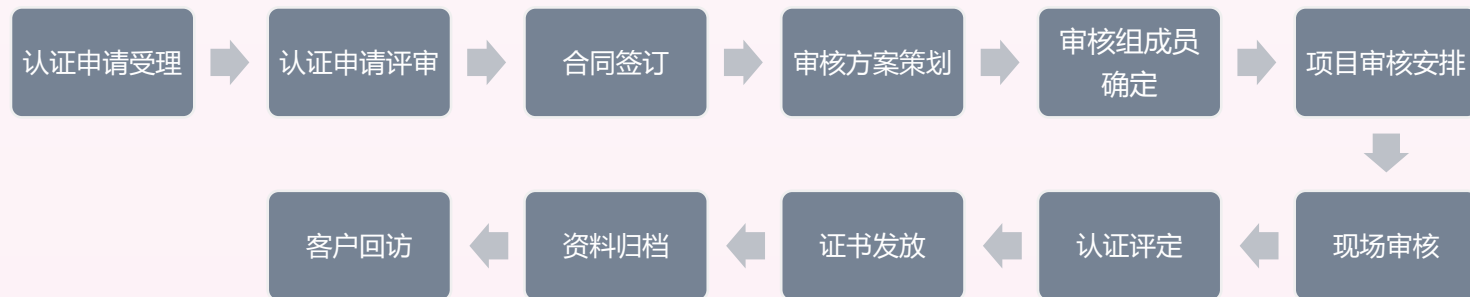 认证申请受理
认证申请评审
合同签订
审核方案策划
审核组成员
确定
项目审核安排
现场审核
认证评定
证书发放
资料归档
客户回访